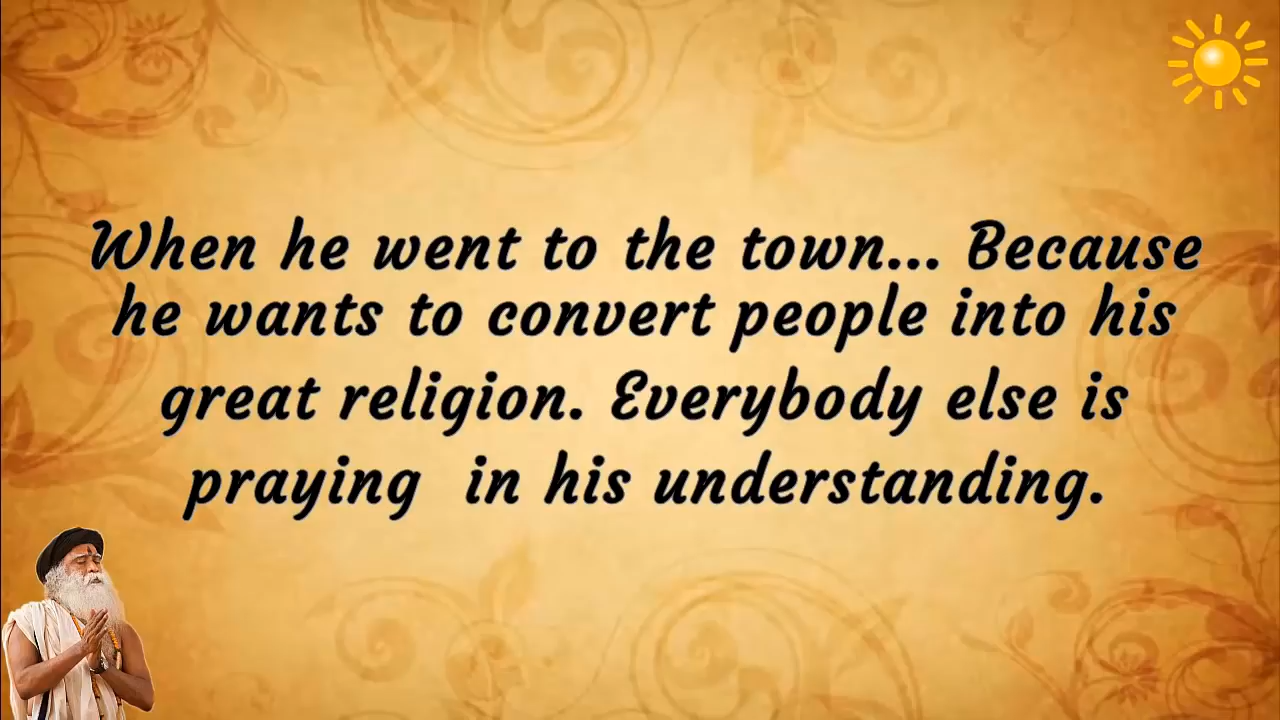 When he went to the town... Because
he wants to convert people into his
great religion. Everybody else is
praying  in his understanding.